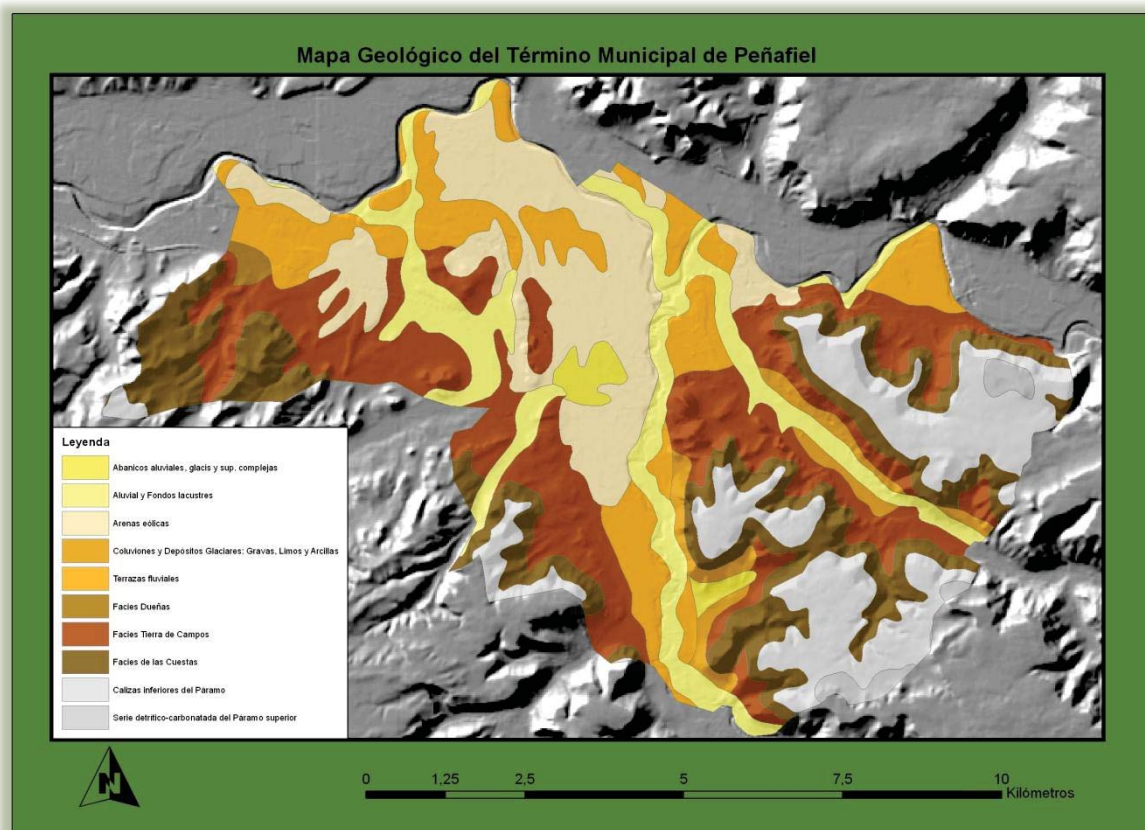 Mapa Geológico del Término Municipal de Peñafiel
Leyenda
Abanicos aluviales, glacis y sup. complejas
Aluvial y Fondos lacustres
Arenas eólicas
Coluviones y Depósitos Glaciares: Gravas, Limos y Arcillas
Terrazas fluviales
Facies Dueñas
Facies Tierra de Campos
Facies de las Cuestas
Calizas inferiores del Páramo
Serie detrítico-carbonatada del Páramo superior
N
0 1,25 2,5 5 7,5 10
Kilómetros